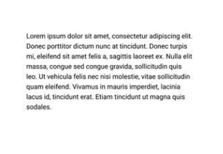 Lorem ipsum dolor sit amet, consectetur adipiscing elit.
Donec porttitor dictum nunc at tincidunt. Donec turpis
mi, eleifend sit amet felis a, sagittis laoreet ex. Nulla elit
massa, congue sed congue gravida, sollicitudin quis
leo. Ut vehicula felis nec nisi molestie, vitae sollicitudin
quam eleifend. Vivamus in mauris imperdiet, lacinia
lacus id, tincidunt erat. Etiam tincidunt ut magna quis
sodales.